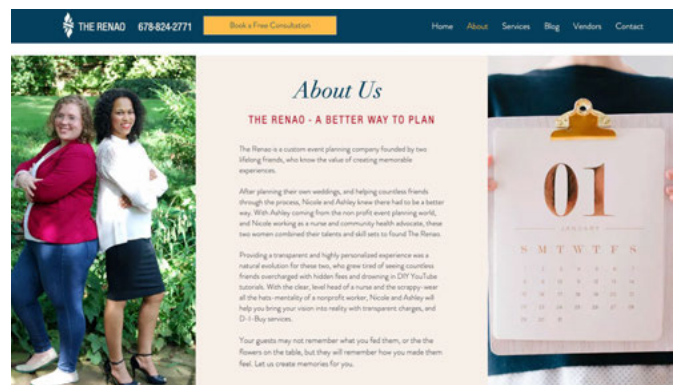 THE RENAO 678-824-2771 Book a Free Consultation Home About Services Blog Vendors Contact
About Us
THE RENAO - A BETTER WAY TO PLAN
The Renao is a custom event planning company founded by two
lifelong friends, who know the value of creating memorable
experiences.
After planning their own weddings, and helping countless friends
through the process, Nicole and Ashley knew there had to be a better
way. With Ashley coming from the non profit event planning world,
and Nicole working as a nurse and community health advocate, these
two women combined their talents and skill sets to found The Renao.
Providing a transparent and highly personalized experience was a
natural evolution for these two, who grew tired of seeing countless
friends overcharged with hidden fees and drowning in DIY YouTube
tutorials. With the clear, level head of a nurse and the scrappy-wear
all the hats-mentality of a nonprofit worker, Nicole and Ashley will
help you bring your vision into reality with transparent charges, and
D-I-Buy services.
Your guests may not remember what you fed them, or the the
flowers on the table, but they will remember how you made them
feel. Let us create memories for you.
01
JANUARY
S M T W T F S